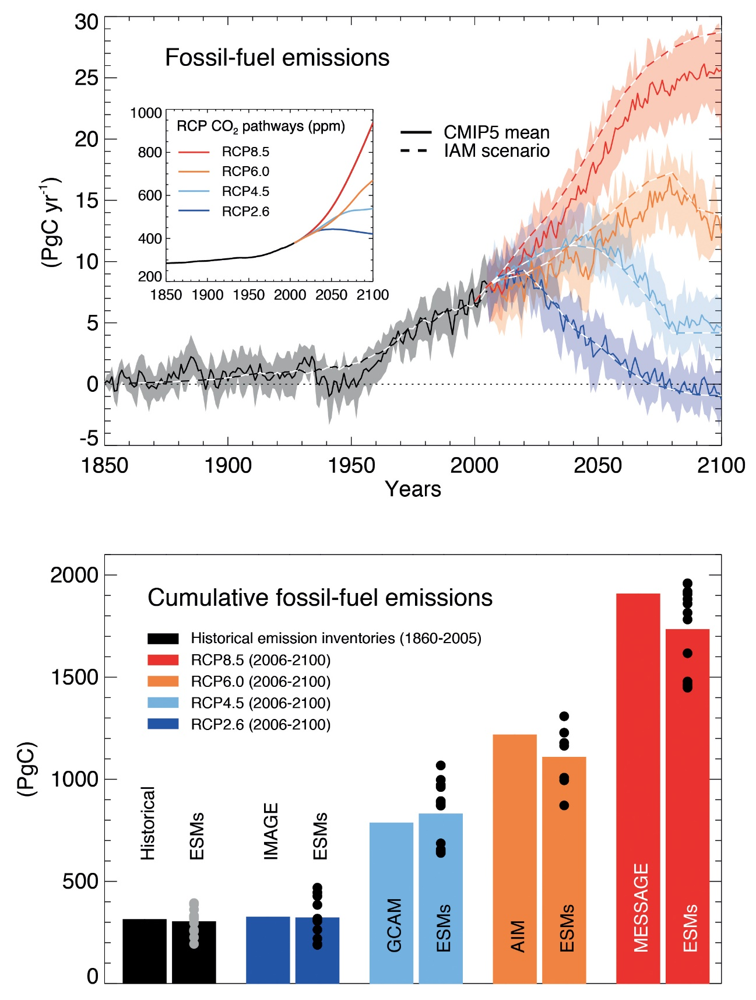 30
Fossil-fuel emissions
25
1000
RCP CO2 pathways (ppm)
RCP8.5
800
RCP6.0
RCP4.5
600
RCP2.6
400
200
1850 1900 1950 2000 2050 2100
CMIP5 mean
IAM scenario
20
15
10
5
0
-5
(PgC yr-1)
1850 1900 1950 2000 2050 2100
Years
2000
Cumulative fossil-fuel emissions
Historical emission inventories (1860-2005)
RCP8.5 (2006-2100)
RCP6.0 (2006-2100)
RCP4.5 (2006-2100)
RCP2.6 (2006-2100)
1500
1000
500
0
(PgC)
Historical
ESMs
IMAGE
ESMs
GCAM
ESMs
AIM
ESMs
MESSAGE
ESMs